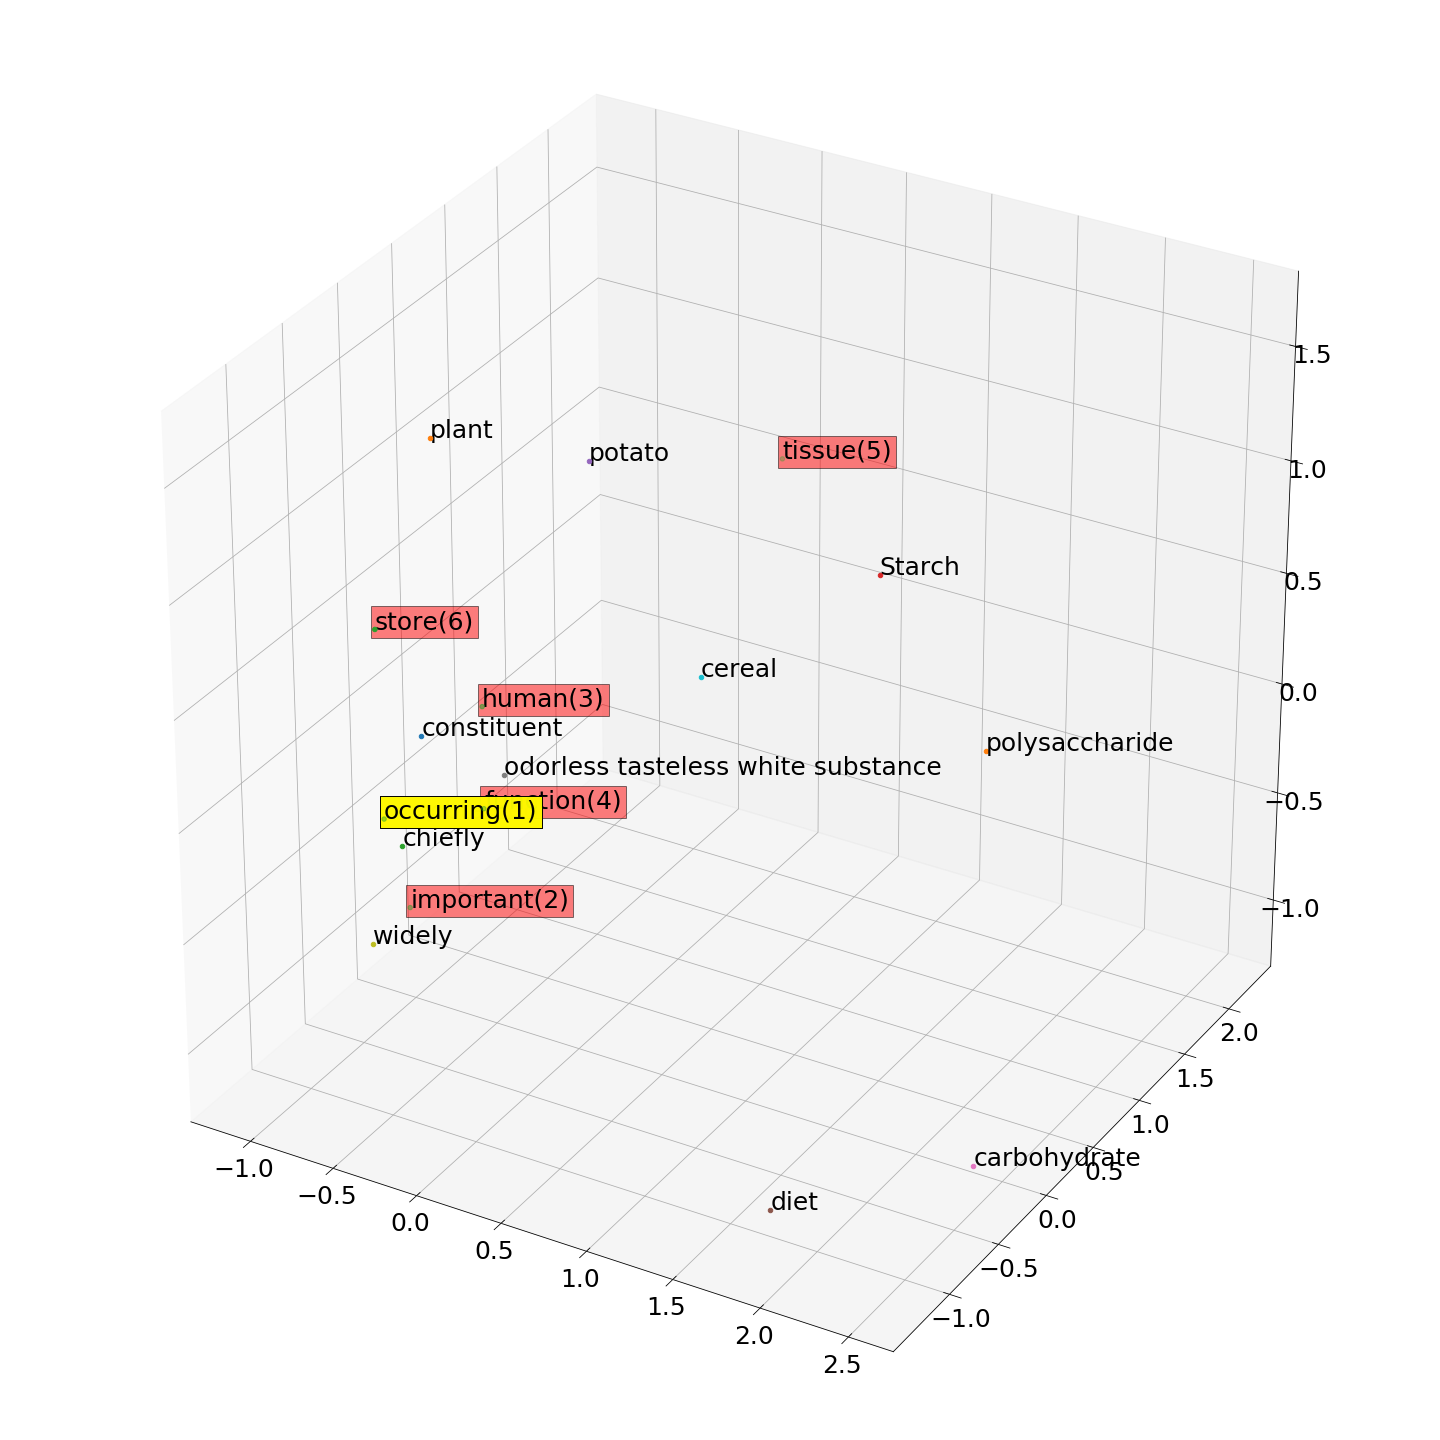 plant
potato
tissue(5)
Starch
store(6)
cereal
human(3)
constituent
polysaccharide
odorless tasteless white substance
occurring(1)
chiefly
important(2)
widely
carbohydrate
diet
1.5
1.0
0.5
0.0
−0.5
−1.0
2.0
1.5
1.0
0.5
0.0
−0.5
−1.0
−1.0
−0.5
0.0
0.5
1.0
1.5
2.0
2.5